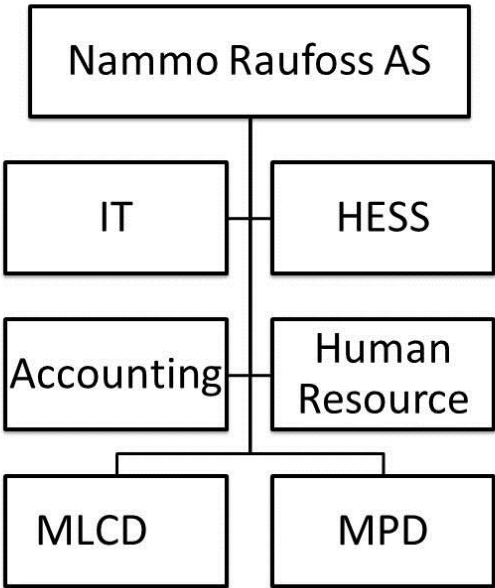 Nammo Raufoss AS
IT
HESS
Accounting
Human
Resource
MLCD
MPD